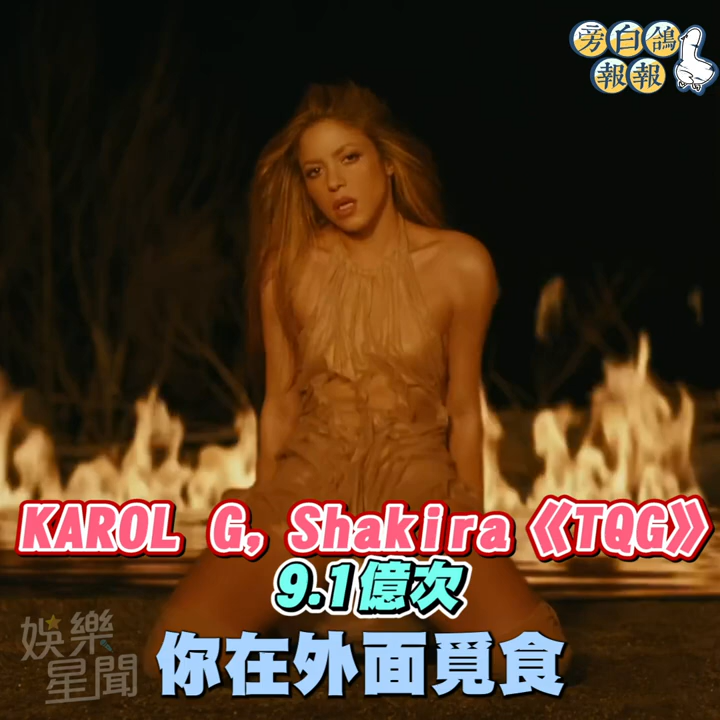 旁白鴿
報報
KAROL G, Shakira《TQG》
9.1億次
娛樂
星聞
你在外面覓食